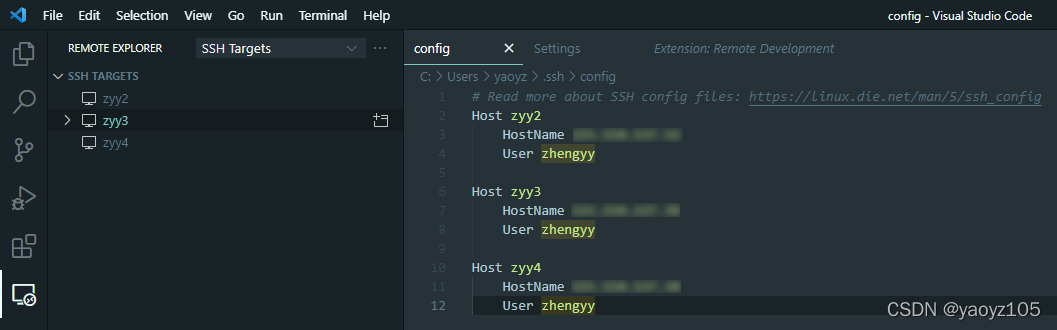 File Edit Selection View Go Run Terminal Help config - Visual Studio Code
REMOTE EXPLORER SSH Targets
config Settings Extension: Remote Development
SSH TARGETS
C: Users yaoyz .ssh config
zyy2
zyy3
zyy4
1 # Read more about SSH config files: https://linux.die.net/man/5/ssh_config
2 Host zyy2
3 HostName
4 User zhengyy
5
6 Host zyy3
7 HostName
8 User zhengyy
9
10 Host zyy4
11 HostName
12 User zhengyy
CSDN @yaoyz105